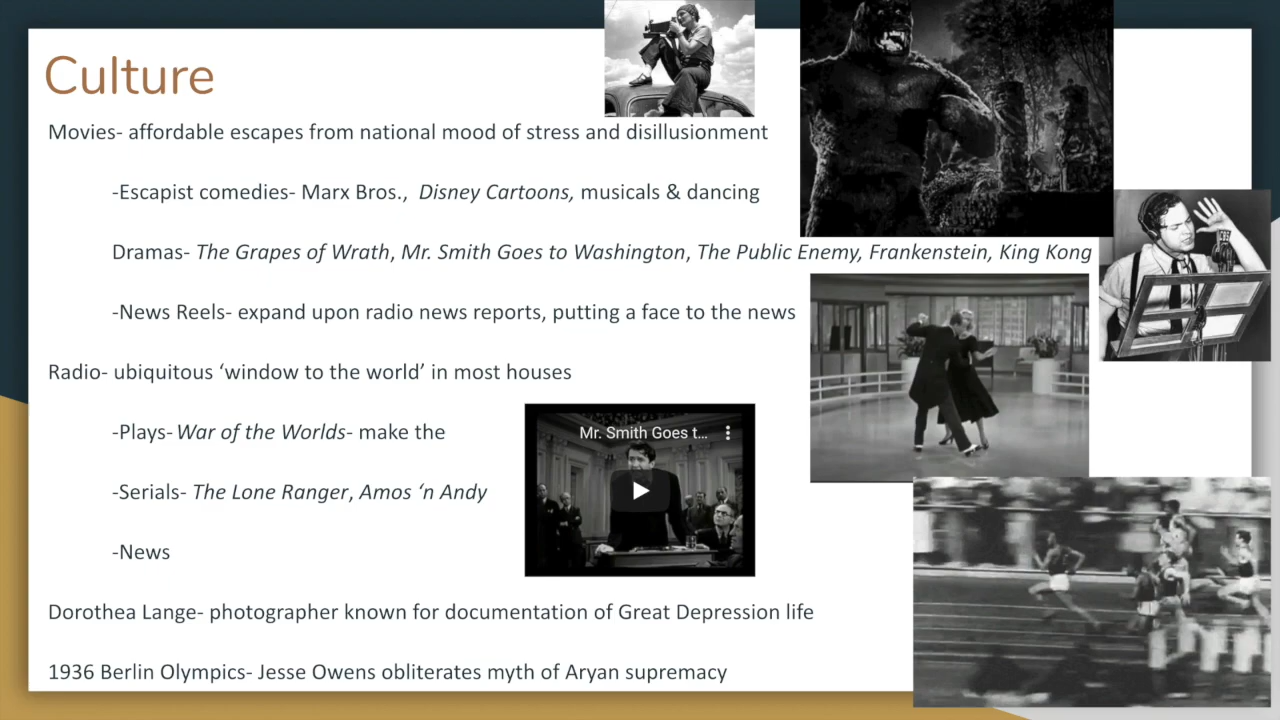 Culture
Movies- affordable escapes from national mood of stress and disillusionment
-Escapist comedies- Marx Bros., Disney Cartoons, musicals & dancing
Dramas- The Grapes of Wrath, Mr. Smith Goes to Washington, The Public Enemy, Frankenstein, King Kong
-News Reels- expand upon radio news reports, putting a face to the news
Radio- ubiquitous ‘window to the world’ in most houses
-Plays- War of the Worlds- make the
-Serials- The Lone Ranger, Amos ‘n Andy
-News
Mr. Smith Goes t...
Dorothea Lange- photographer known for documentation of Great Depression life
1936 Berlin Olympics- Jesse Owens obliterates myth of Aryan supremacy